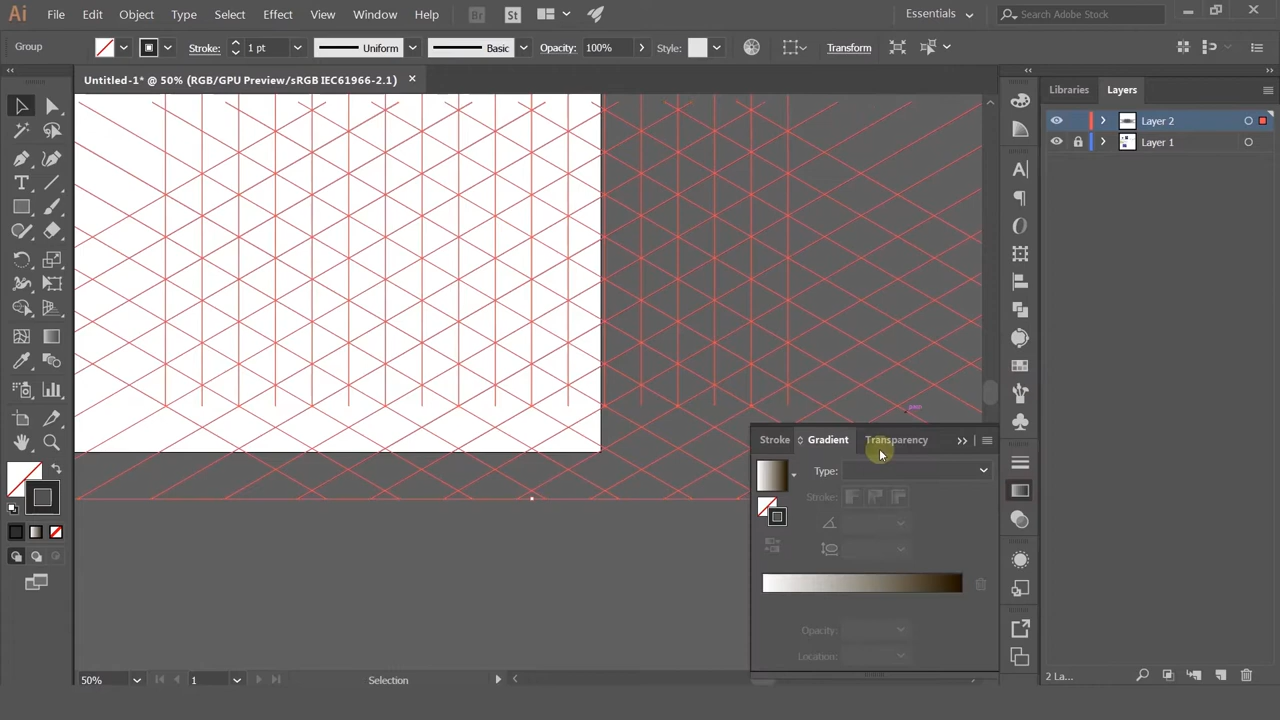 Ai File Edit Object Type Select Effect View Window Help Br St Essentials Search Adobe Stock
Group Stroke: 1 pt Uniform Basic Opacity: 100% Style: Transform
Untitled-1* @ 50% (RGB/GPU Preview/sRGB IEC61966-2.1)
Libraries Layers
Layer 2
Layer 1
Stroke Gradient Transparency
Type:
Stroke:
Opacity:
Location:
50% 1 Selection
2 La...